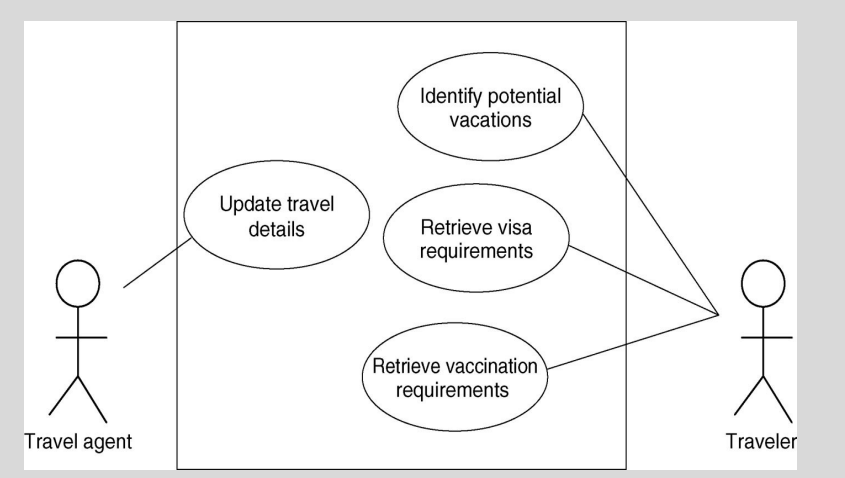 Identify potential
vacations
Update travel
details
Retrieve visa
requirements
Retrieve vaccination
requirements
Travel agent
Traveler